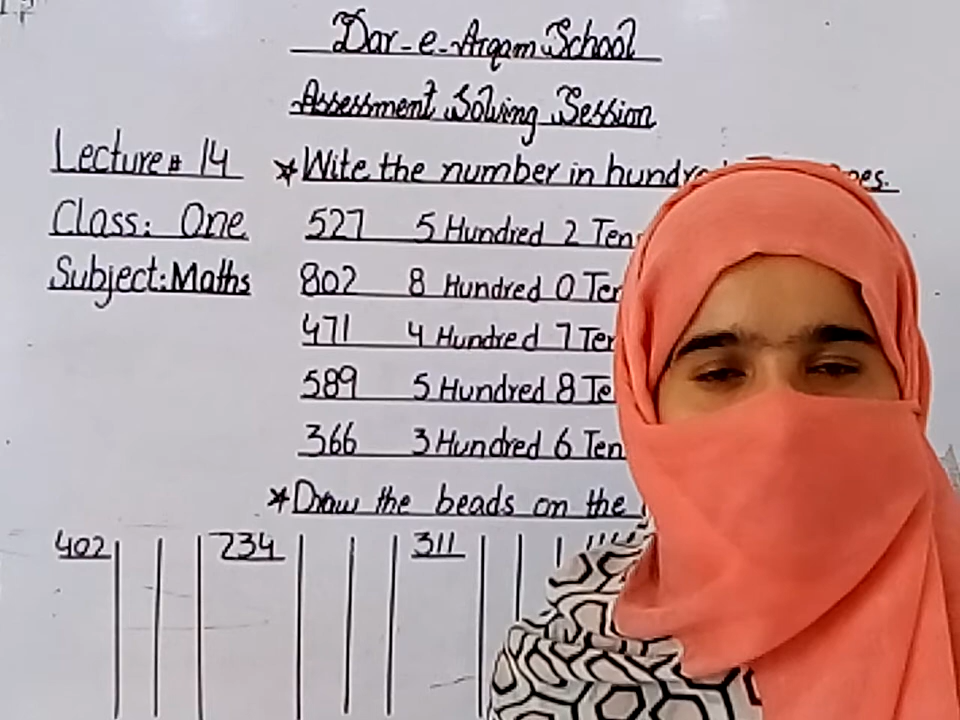 Dar-e-Arqam School
Assessment Solving Session
Lecture # 14
Class: One
Subject: Maths
* Wite the number in hundre
527 5 Hundred 2 Ten
802 8 Hundred 0 Ten
471 4 Hundred 7 Ten
589 5 Hundred 8 Te
366 3 Hundred 6 Ten
* Draw the beads on the
402 234 311